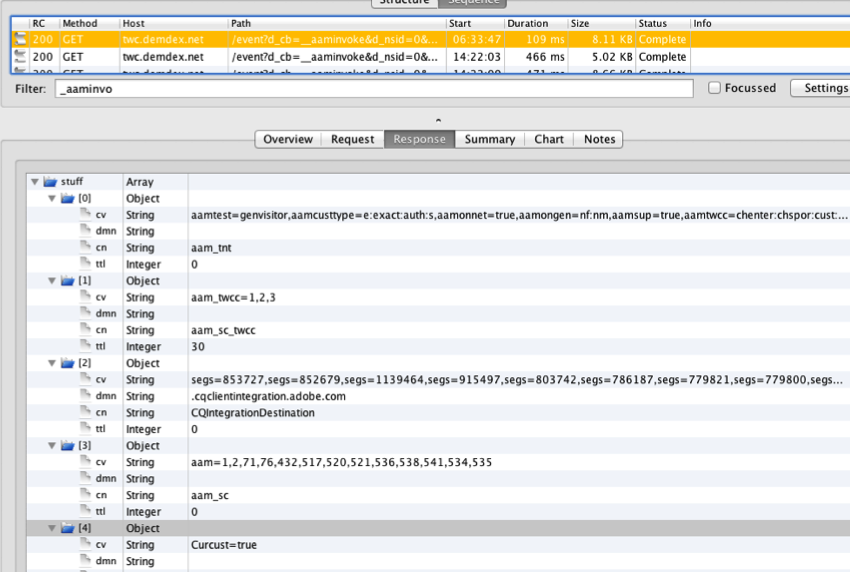 Structure Sequence
RC Method Host Path Start Duration Size Status Info
200 GET twc.demdex.net /event?d_cb=__aaminvoke&d_nsid=0&... 06:33:47 109 ms 8.11 KB Complete
200 GET twc.demdex.net /event?d_cb=__aaminvoke&d_nsid=0&... 14:22:03 466 ms 5.02 KB Complete
Filter: _aaminvo Focussed Settings
Overview Request Response Summary Chart Notes
stuff Array
[0] Object
cv String aamtest=genvisitor,aamcusttype=e:exact:auth:s,aamonnet=true,aamongen=nf:nm,aamsup=true,aamtwcc=chenter:chspor:cust:...
dmn String
cn String aam_tnt
ttl Integer 0
[1] Object
cv String aam_twcc=1,2,3
dmn String
cn String aam_sc_twcc
ttl Integer 30
[2] Object
cv String segs=853727,segs=852679,segs=1139464,segs=915497,segs=803742,segs=786187,segs=779821,segs=779800,segs...
dmn String .cqclientintegration.adobe.com
cn String CQIntegrationDestination
ttl Integer 0
[3] Object
cv String aam=1,2,71,76,432,517,520,521,536,538,541,534,535
dmn String
cn String aam_sc
ttl Integer 0
[4] Object
cv String Curcust=true
dmn String